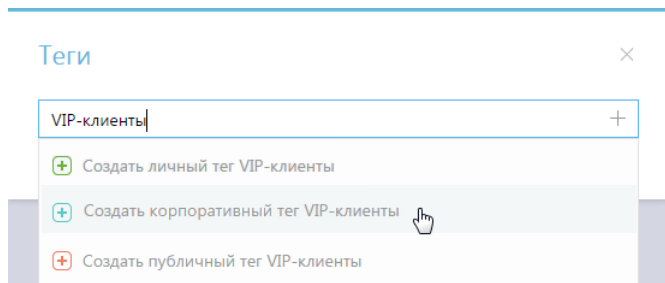 Теги
VIP-клиенты
Создать личный тег VIP-клиенты
Создать корпоративный тег VIP-клиенты
Создать публичный тег VIP-клиенты